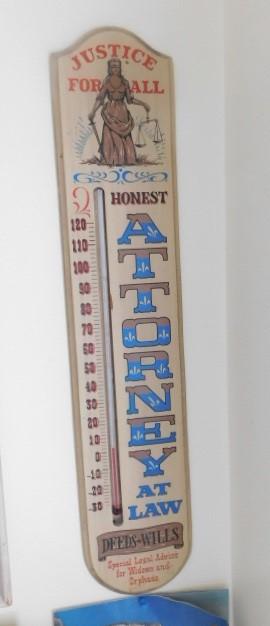 JUSTICE
FOR ALL
HONEST
ATTORNEY
AT
LAW
120
110
100
90
80
70
60
50
40
30
20
10
0
-10
-20
-30
DEEDS-WILLS
Special Legal Advice
for Widows and
Orphans